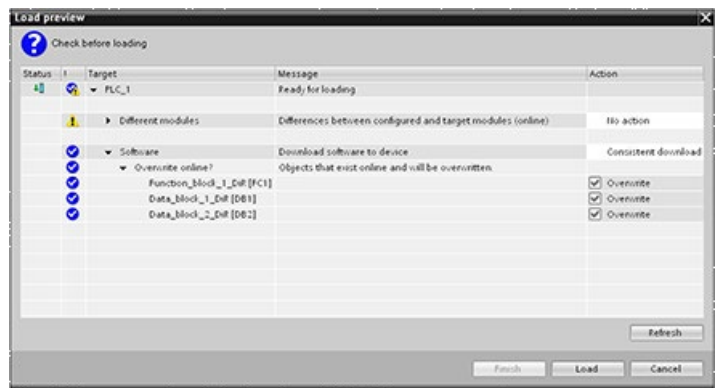 Load preview
Check before loading
Status ! Target Message Action
PLC_1 Ready for loading
Different modules Differences between configured and target modules (online) No action
Software Download software to device Consistent download
Overwrite online? Objects that exist online and will be overwritten.
Function_block_1_Diff [FC1] Overwrite
Data_block_1_Diff [DB1] Overwrite
Data_block_2_Diff [DB2] Overwrite
Refresh
Finish Load Cancel